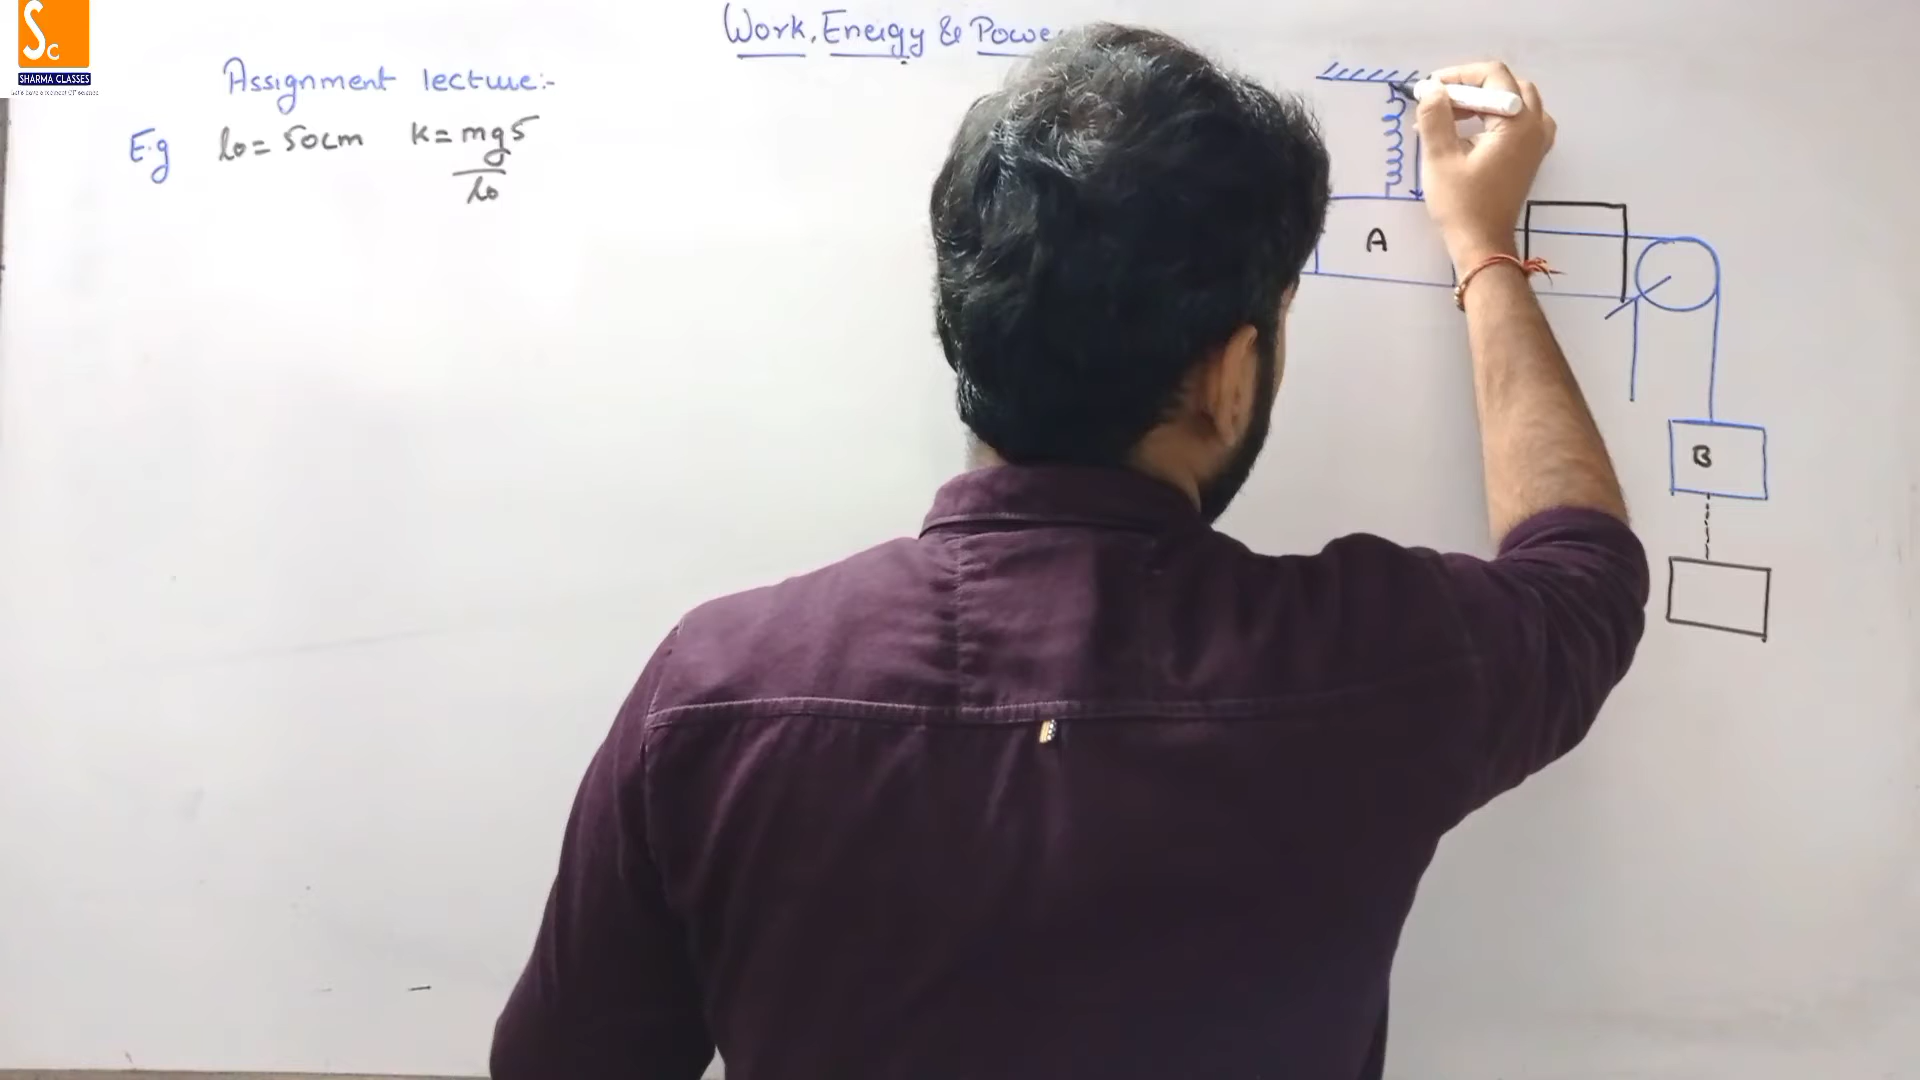 Sc
SHARMA CLASSES
Work, Energy & Powe
Assignment lecture:-
E.g lo = 50cm k = mg5
lo
A
B